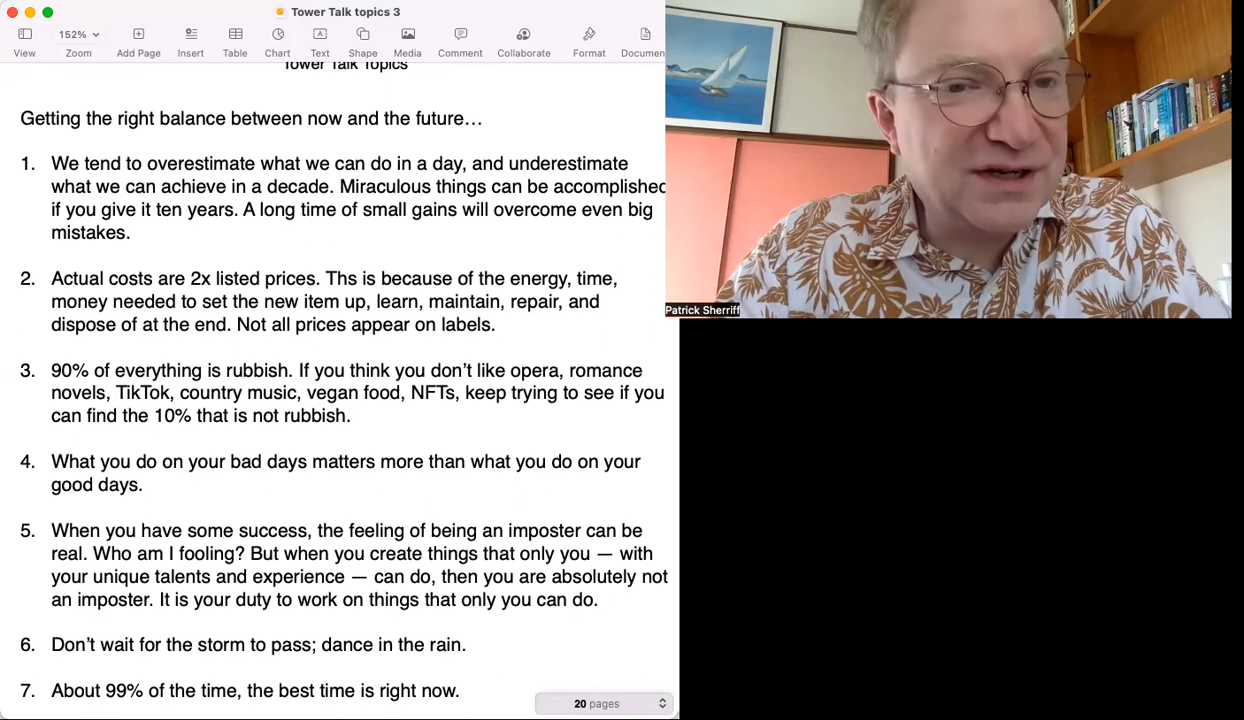 Tower Talk topics 3
152%
View
Zoom
Add Page
Insert
Table
Chart
Text
Shape
Media
Comment
Collaborate
Format
Documen
Tower Talk Topics
Getting the right balance between now and the future…
1. We tend to overestimate what we can do in a day, and underestimate
what we can achieve in a decade. Miraculous things can be accomplished
if you give it ten years. A long time of small gains will overcome even big
mistakes.
2. Actual costs are 2x listed prices. Ths is because of the energy, time,
money needed to set the new item up, learn, maintain, repair, and
dispose of at the end. Not all prices appear on labels.
3. 90% of everything is rubbish. If you think you don’t like opera, romance
novels, TikTok, country music, vegan food, NFTs, keep trying to see if you
can find the 10% that is not rubbish.
4. What you do on your bad days matters more than what you do on your
good days.
5. When you have some success, the feeling of being an imposter can be
real. Who am I fooling? But when you create things that only you — with
your unique talents and experience — can do, then you are absolutely not
an imposter. It is your duty to work on things that only you can do.
6. Don’t wait for the storm to pass; dance in the rain.
7. About 99% of the time, the best time is right now.
20 pages
Patrick Sherriff